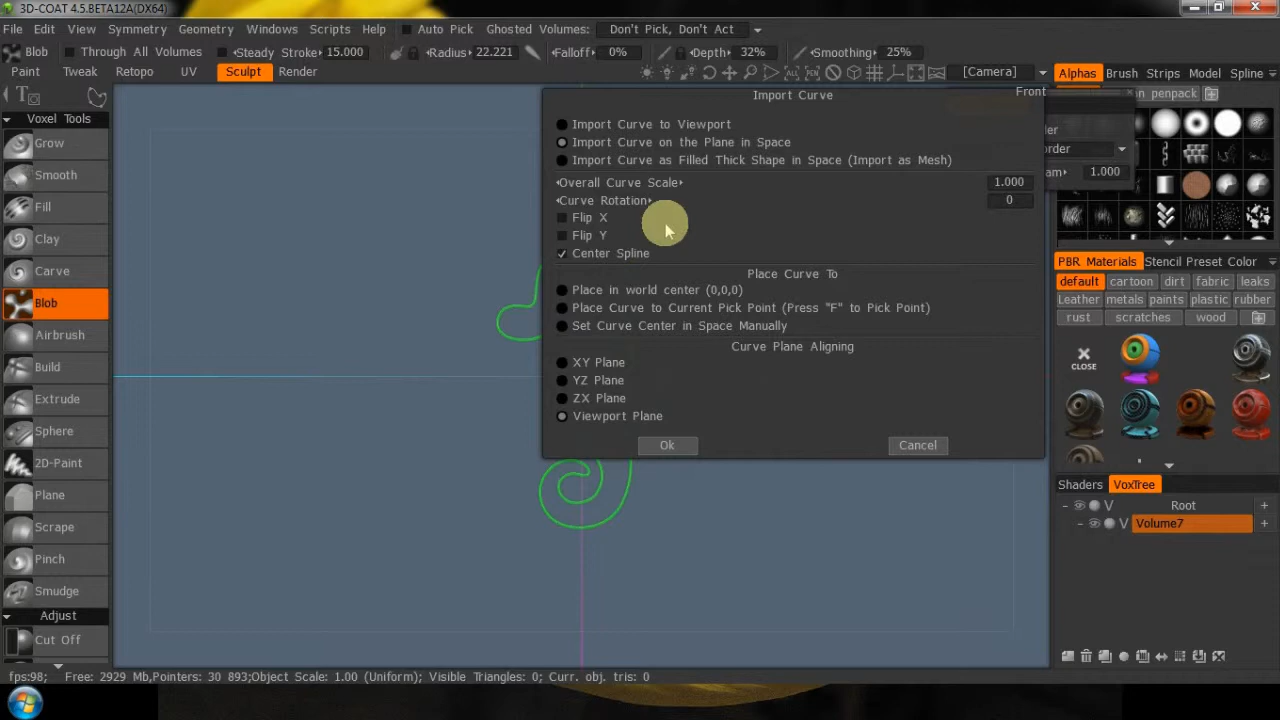 3D-COAT 4.5.BETA12A(DX64)
File Edit View Symmetry Geometry Windows Scripts Help Auto Pick Ghosted Volumes: Don't Pick, Don't Act
Blob Through All Volumes Steady Stroke 15.000 Radius 22.221 Falloff 0% Depth 32% Smoothing 25%
Paint Tweak Retopo UV Sculpt Render [Camera] Alphas Brush Strips Model Spline
Voxel Tools
Grow
Smooth
Fill
Clay
Carve
Blob
Airbrush
Build
Extrude
Sphere
2D-Paint
Plane
Scrape
Pinch
Smudge
Adjust
Cut Off
Front
Import Curve
Import Curve to Viewport
Import Curve on the Plane in Space
Import Curve as Filled Thick Shape in Space (Import as Mesh)
Overall Curve Scale 1.000
Curve Rotation 0
Flip X
Flip Y
Center Spline
Place Curve To
Place in world center (0,0,0)
Place Curve to Current Pick Point (Press "F" to Pick Point)
Set Curve Center in Space Manually
Curve Plane Aligning
XY Plane
YZ Plane
ZX Plane
Viewport Plane
Ok Cancel
penpack
1.000
PBR Materials Stencil Preset Color
default cartoon dirt fabric leaks
Leather metals paints plastic rubber
rust scratches wood
CLOSE
Shaders VoxTree
V Root +
V Volume7 +
fps:98; Free: 2929 Mb,Pointers: 30 893;Object Scale: 1.00 (Uniform); Visible Triangles: 0; Curr. obj. tris: 0